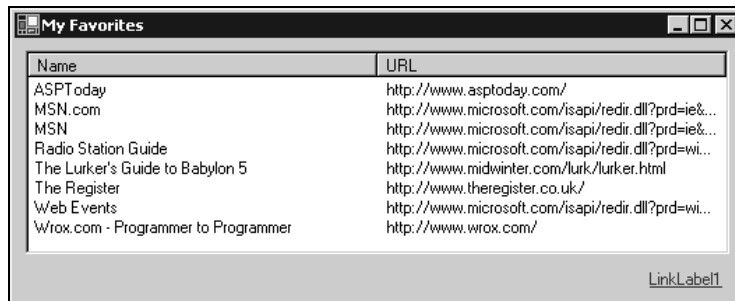 My Favorites
Name URL
ASPToday http://www.asptoday.com/
MSN.com http://www.microsoft.com/isapi/redir.dll?prd=ie&...
MSN http://www.microsoft.com/isapi/redir.dll?prd=ie&...
Radio Station Guide http://www.microsoft.com/isapi/redir.dll?prd=wi...
The Lurker's Guide to Babylon 5 http://www.midwinter.com/lurk/lurker.html
The Register http://www.theregister.co.uk/
Web Events http://www.microsoft.com/isapi/redir.dll?prd=wi...
Wrox.com - Programmer to Programmer http://www.wrox.com/
LinkLabel1